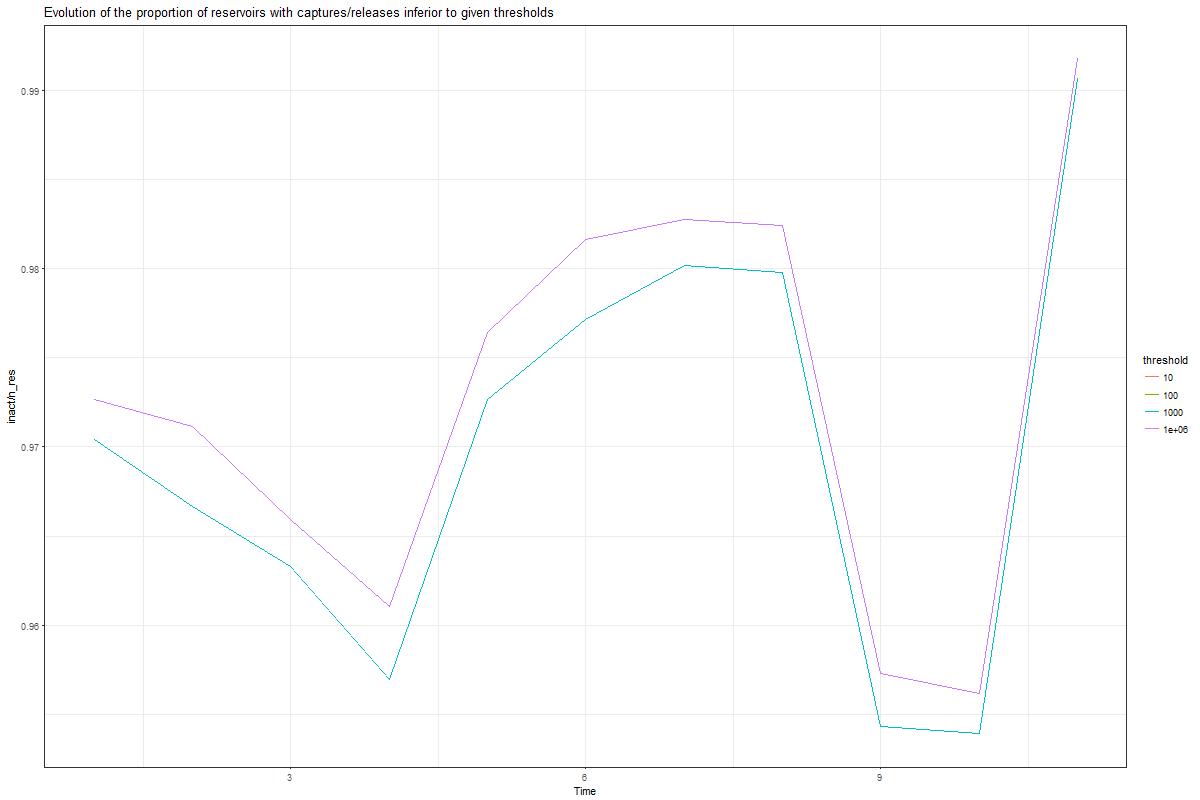 Evolution of the proportion of reservoirs with captures/releases inferior to given thresholds
0.99
0.98
0.97
0.96
inact/n_res
3
6
9
Time
threshold
10
100
1000
1e+06